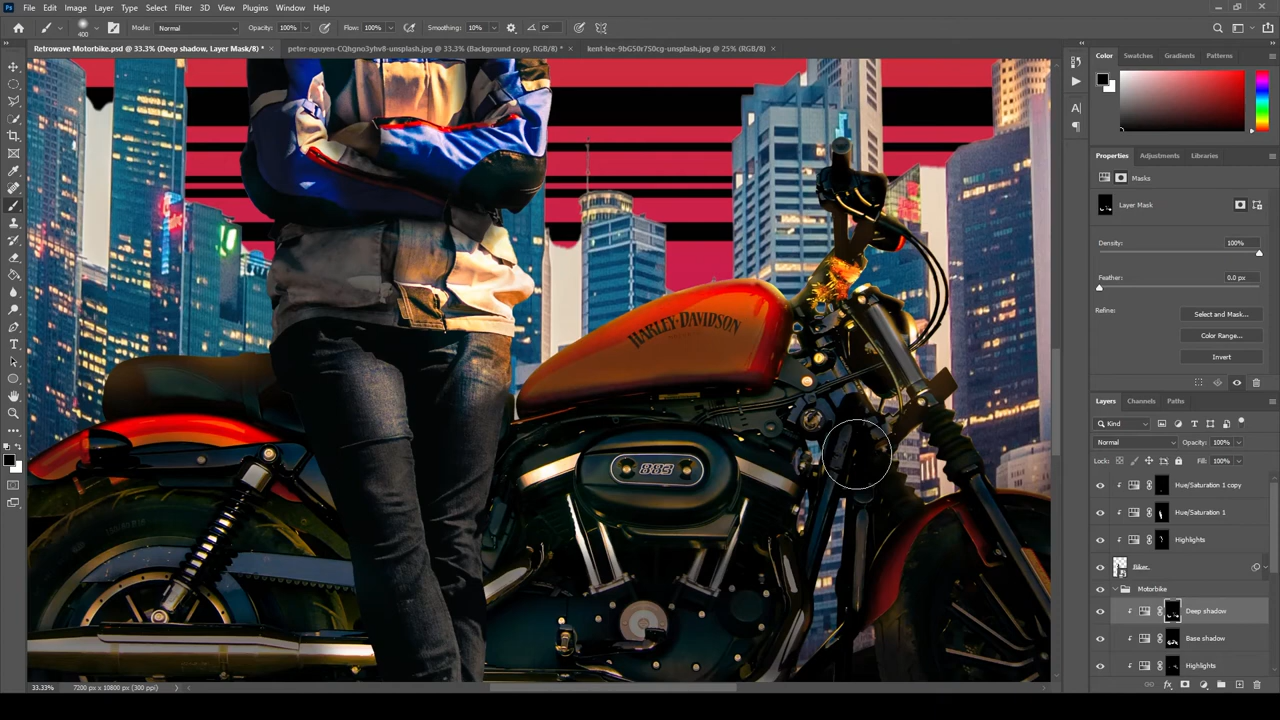 Ps File Edit Image Layer Type Select Filter 3D View Plugins Window Help
400 Mode: Normal Opacity: 100% Flow: 100% Smoothing: 10% 0°
Retrowave Motorbike.psd @ 33.3% (Deep shadow, Layer Mask/8) * × peter-nguyen-CQhgno3yhv8-unsplash.jpg @ 33.3% (Background copy, RGB/8) * × kent-lee-9bG50r7S0cg-unsplash.jpg @ 25% (RGB/8) ×
Color Swatches Gradients Patterns
Properties Adjustments Libraries
Masks
Layer Mask
Density: 100%
Feather: 0.0 px
Refine: Select and Mask...
Color Range...
Invert
HARLEY-DAVIDSON
883
Layers Channels Paths
Kind
Normal Opacity: 100%
Lock: Fill: 100%
Hue/Saturation 1 copy
Hue/Saturation 1
Highlights
Biker
Motorbike
Deep shadow
Base shadow
Highlights
33.33% 7200 px x 10800 px (300 ppi)